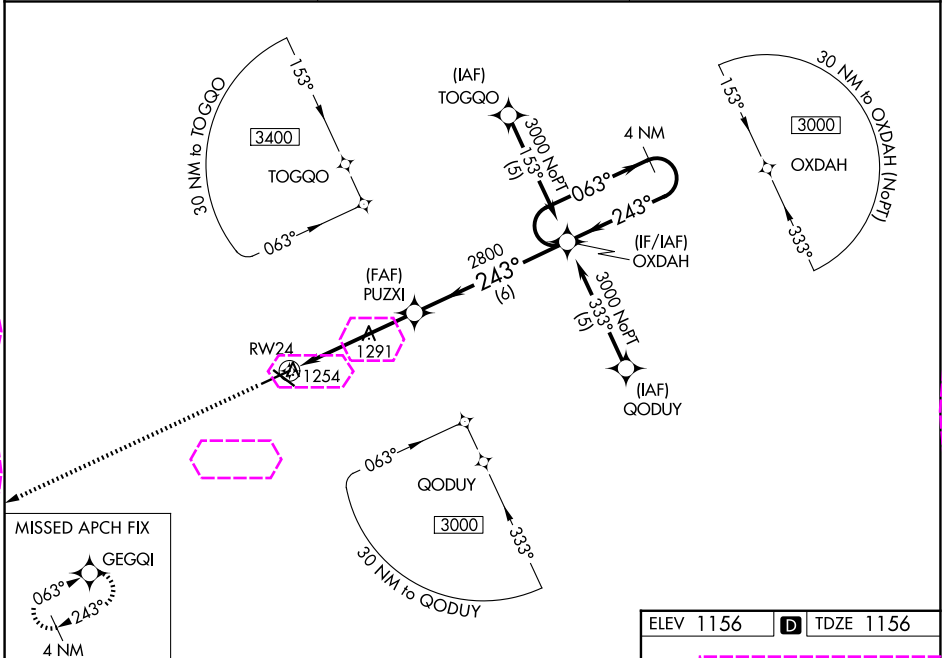 30 NM to TOGQO
153°
3400
TOGQO
063°
(IAF)
TOGQO
3000 NoPT
153°
(5)
4 NM
063°
243°
(IF/IAF)
OXDAH
2800
243°
(6)
(FAF)
PUZXI
3000 NoPT
333°
(5)
(IAF)
QODUY
153°
30 NM to OXDAH (NoPT)
3000
OXDAH
333°
RW24
1291
1254
063°
QODUY
3000
333°
30 NM to QODUY
MISSED APCH FIX
GEGQI
063°
243°
4 NM
ELEV 1156 D TDZE 1156